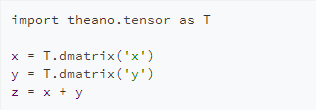 import theano.tensor as T
x = T.dmatrix('x')
y = T.dmatrix('y')
z = x + y